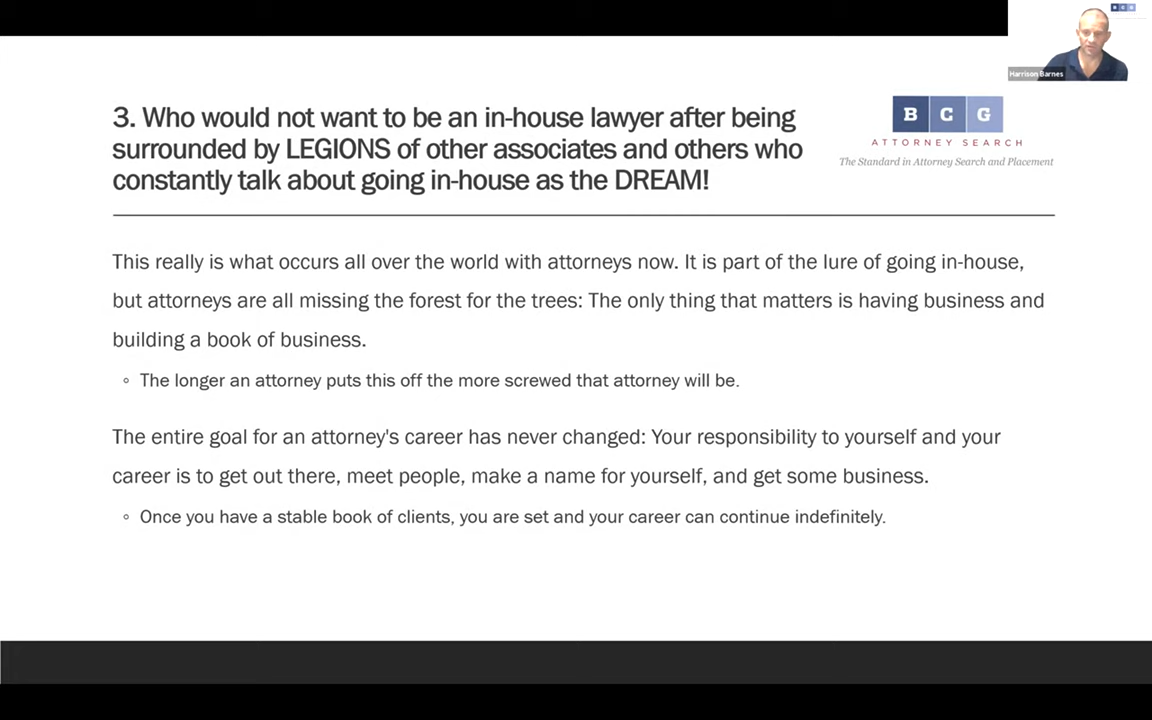 B C G
Harrison Barnes
3. Who would not want to be an in-house lawyer after being
surrounded by LEGIONS of other associates and others who
constantly talk about going in-house as the DREAM!
B C G
ATTORNEY SEARCH
The Standard in Attorney Search and Placement
This really is what occurs all over the world with attorneys now. It is part of the lure of going in-house,
but attorneys are all missing the forest for the trees: The only thing that matters is having business and
building a book of business.
◦ The longer an attorney puts this off the more screwed that attorney will be.
The entire goal for an attorney's career has never changed: Your responsibility to yourself and your
career is to get out there, meet people, make a name for yourself, and get some business.
◦ Once you have a stable book of clients, you are set and your career can continue indefinitely.